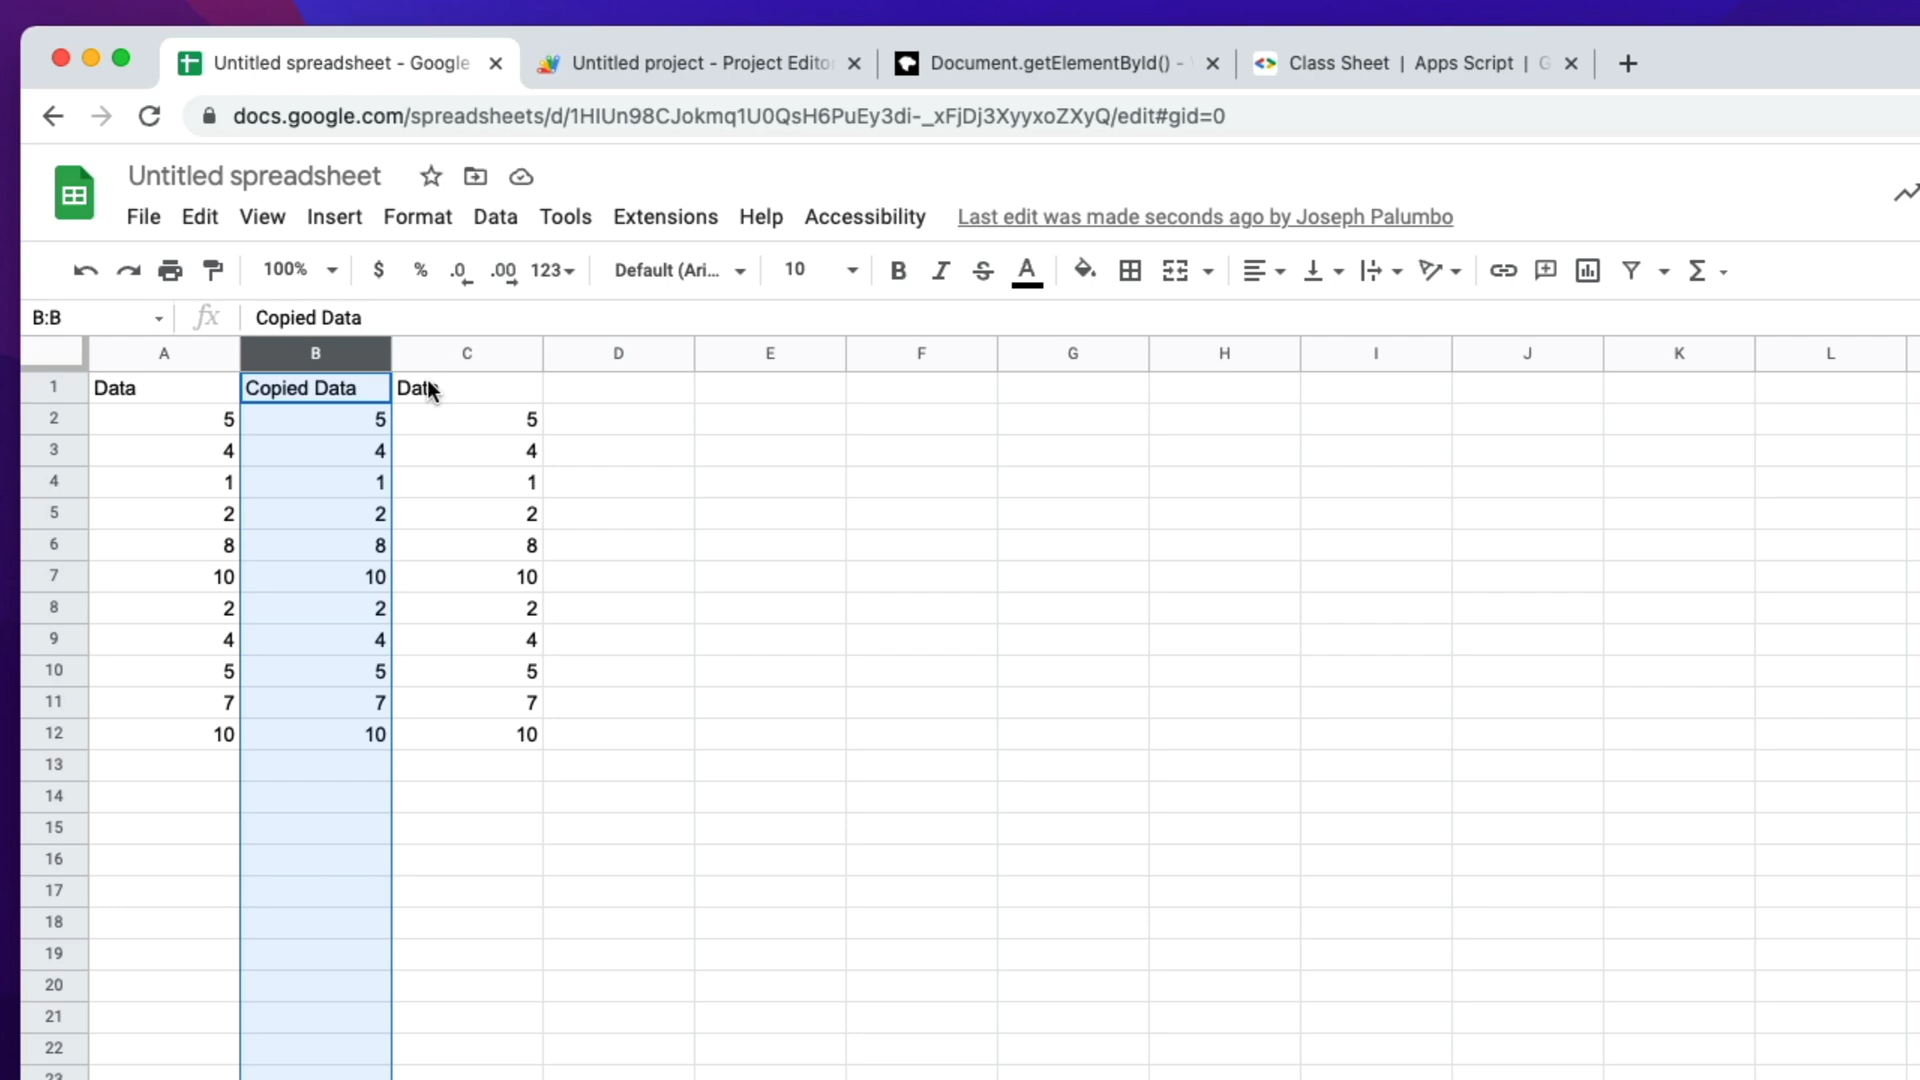 Untitled spreadsheet - Google
Untitled project - Project Edito
Document.getElementById() -
Class Sheet | Apps Script | G
docs.google.com/spreadsheets/d/1HIUn98CJokmq1U0QsH6PuEy3di-_xFjDj3XyyxoZXyQ/edit#gid=0
Untitled spreadsheet
File Edit View Insert Format Data Tools Extensions Help Accessibility Last edit was made seconds ago by Joseph Palumbo
100% $ % .0 .00 123 Default (Ari... 10 B I S A Σ
B:B fx Copied Data
A B C D E F G H I J K L
1 Data Copied Data Data
2 5 5 5
3 4 4 4
4 1 1 1
5 2 2 2
6 8 8 8
7 10 10 10
8 2 2 2
9 4 4 4
10 5 5 5
11 7 7 7
12 10 10 10
13
14
15
16
17
18
19
20
21
22
23